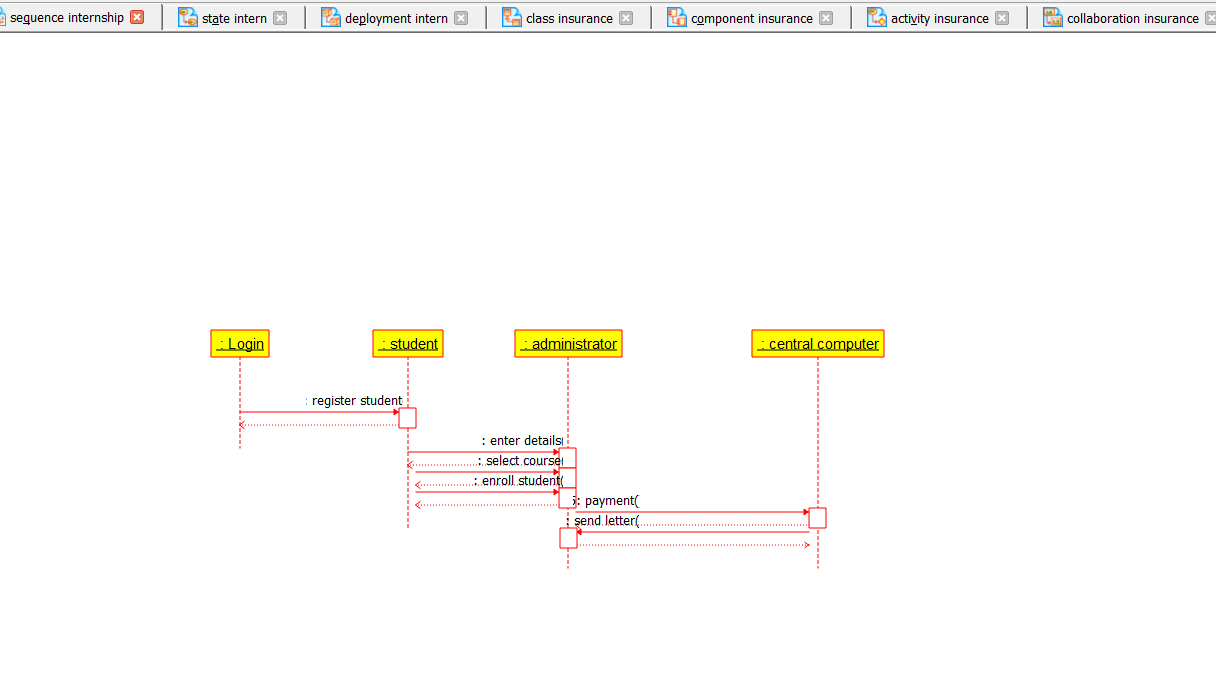 sequence internship
state intern
deployment intern
class insurance
component insurance
activity insurance
collaboration insurance
: Login
: student
: administrator
: central computer
: register student
: enter details(
: select course(
: enroll student(
: payment(
: send letter(